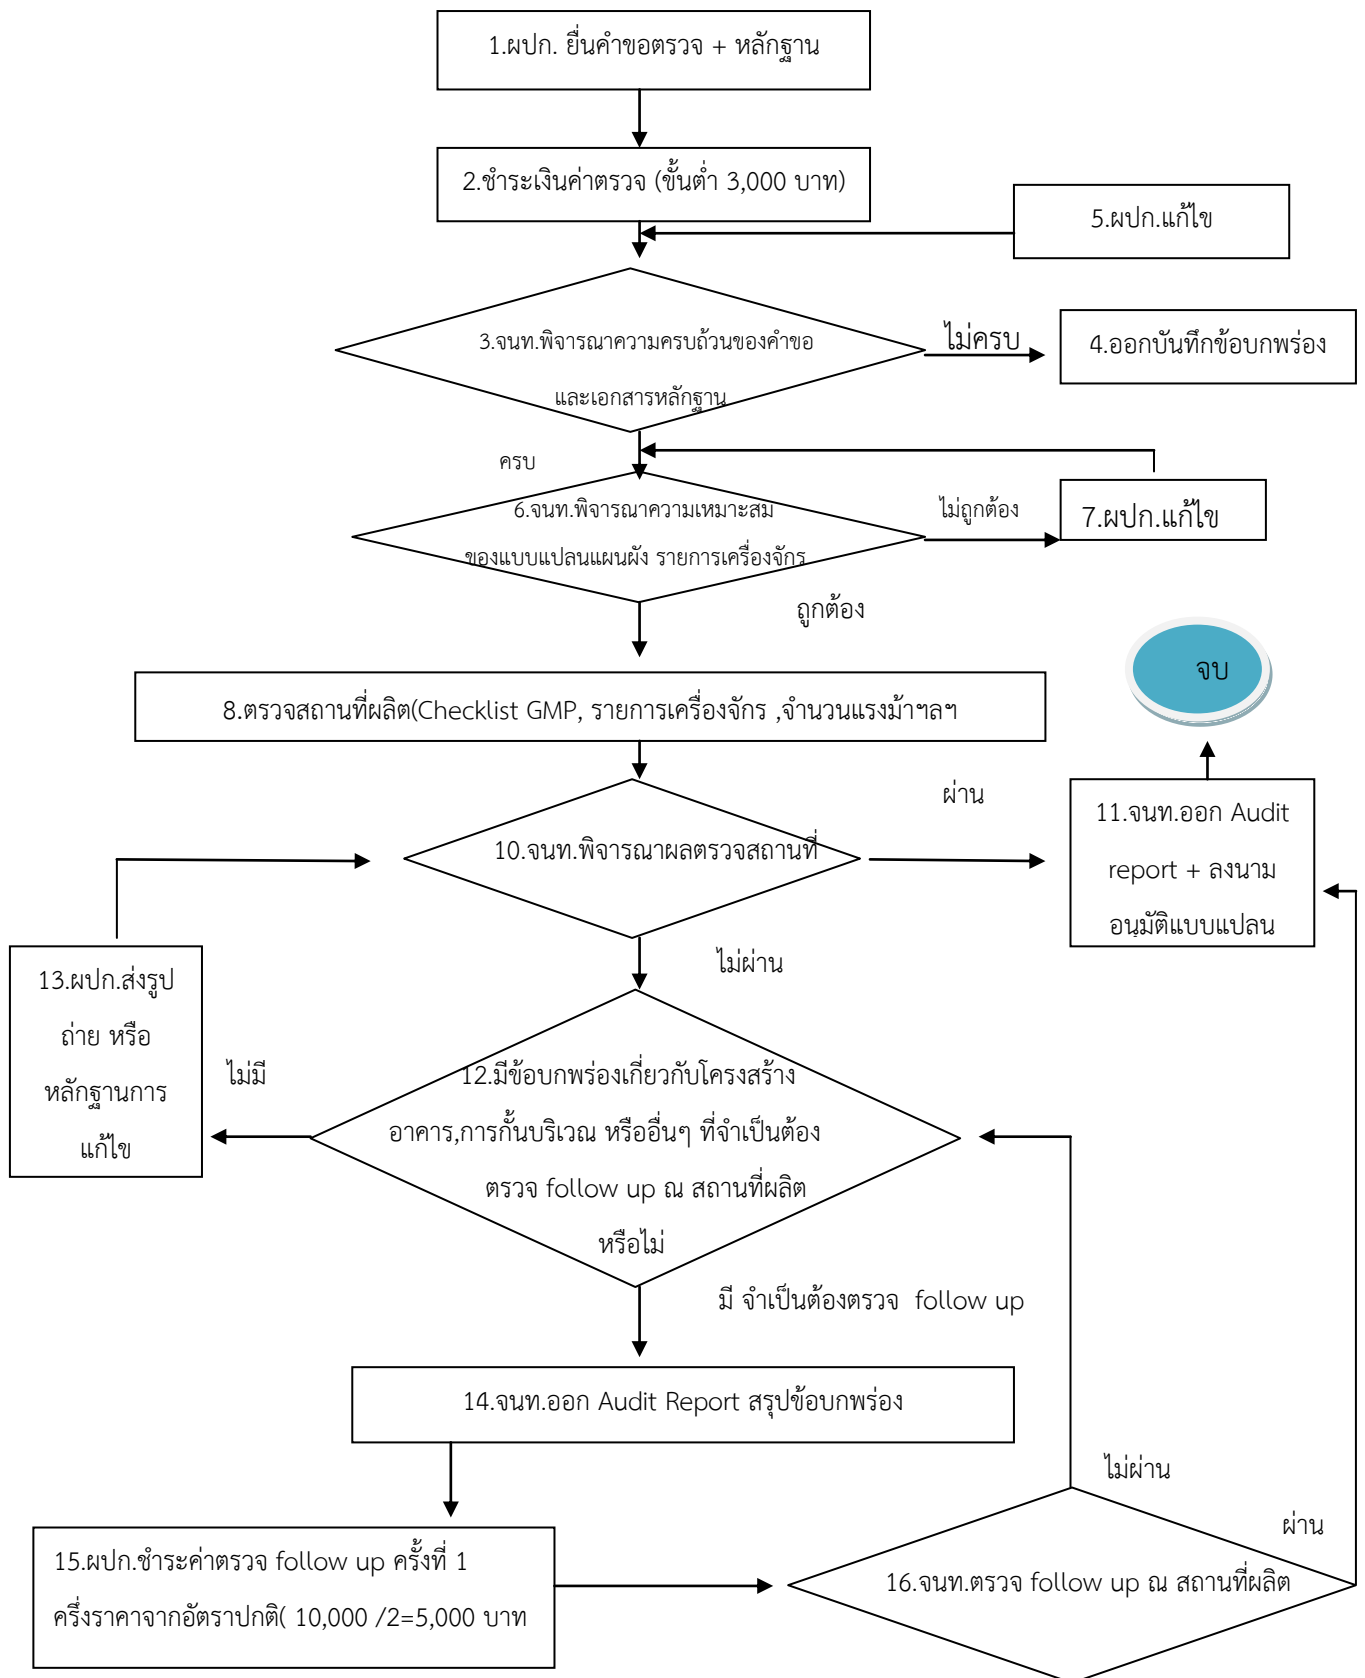 1.ผปก. ยื่นคำขอตรวจ + หลักฐาน
2.ชำระเงินค่าตรวจ (ขั้นต่ำ 3,000 บาท)
5.ผปก.แก้ไข
3.จนท.พิจารณาความครบถ้วนของคำขอ
และเอกสารหลักฐาน
ไม่ครบ
4.ออกบันทึกข้อบกพร่อง
ครบ
6.จนท.พิจารณาความเหมาะสม
ของแบบแปลนแผนผัง รายการเครื่องจักร
ไม่ถูกต้อง
7.ผปก.แก้ไข
ถูกต้อง
จบ
8.ตรวจสถานที่ผลิต(Checklist GMP, รายการเครื่องจักร ,จำนวนแรงม้าฯลฯ
10.จนท.พิจารณาผลตรวจสถานที่
ผ่าน
11.จนท.ออก Audit
report + ลงนาม
อนุมัติแบบแปลน
ไม่ผ่าน
13.ผปก.ส่งรูป
ถ่าย หรือ
หลักฐานการ
แก้ไข
ไม่มี
12.มีข้อบกพร่องเกี่ยวกับโครงสร้าง
อาคาร,การกั้นบริเวณ หรืออื่นๆ ที่จำเป็นต้อง
ตรวจ follow up ณ สถานที่ผลิต
หรือไม่
มี จำเป็นต้องตรวจ follow up
14.จนท.ออก Audit Report สรุปข้อบกพร่อง
ไม่ผ่าน
ผ่าน
15.ผปก.ชำระค่าตรวจ follow up ครั้งที่ 1
ครึ่งราคาจากอัตราปกติ( 10,000 /2=5,000 บาท
16.จนท.ตรวจ follow up ณ สถานที่ผลิต